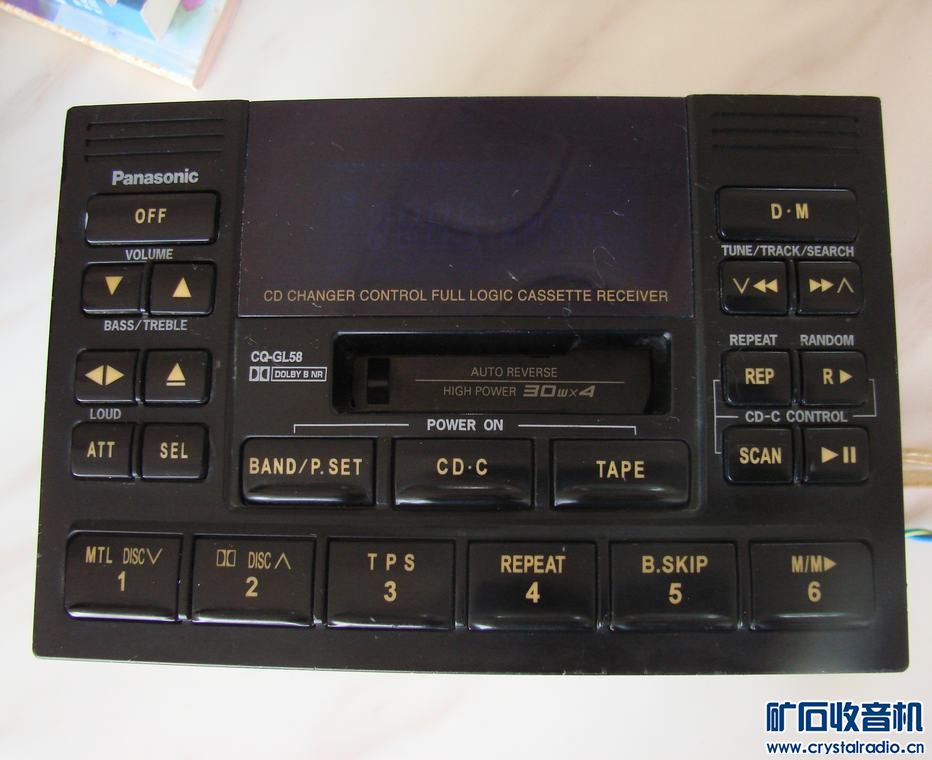 Panasonic
OFF
VOLUME
▼ ▲
BASS/TREBLE
◀▶ ⏏
LOUD
ATT SEL
CD CHANGER CONTROL FULL LOGIC CASSETTE RECEIVER
CQ-GL58
DOLBY B NR
AUTO REVERSE
HIGH POWER 30W×4
POWER ON
BAND/P.SET CD·C TAPE
D·M
TUNE/TRACK/SEARCH
∨◀◀ ▶▶∧
REPEAT RANDOM
REP R▶
CD-C CONTROL
SCAN ▶❙❙
MTL DISC∨
1
DISC∧
2
TPS
3
REPEAT
4
B.SKIP
5
M/M▶
6
矿石收音机
www.crystalradio.cn